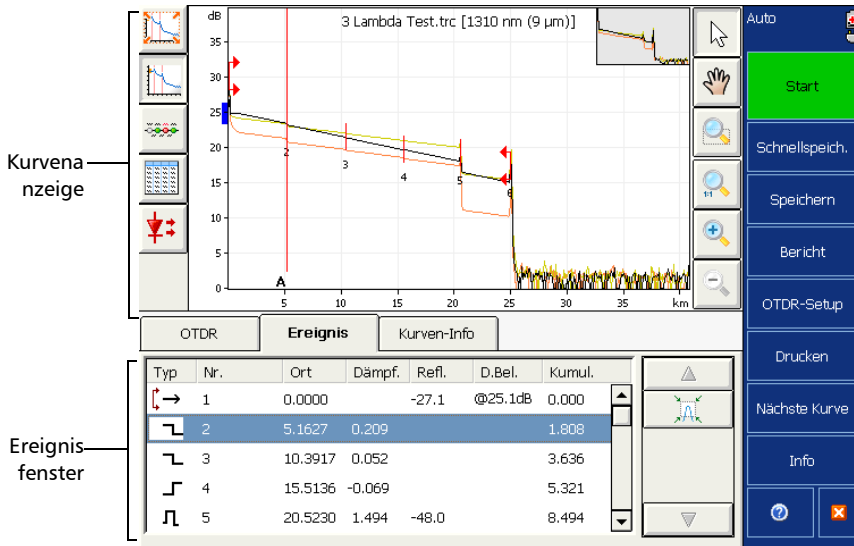 dB
3 Lambda Test.trc [1310 nm (9 µm)]
35
30
25
20
15
10
5
0
2
3
4
5
6
A
5 10 15 20 25 30 35 km
1:1
Kurvena
nzeige
Auto
Start
Schnellspeich.
Speichern
Bericht
OTDR-Setup
Drucken
Nächste Kurve
Info
OTDR Ereignis Kurven-Info
Typ Nr. Ort Dämpf. Refl. D.Bel. Kumul.
1 0.0000 -27.1 @25.1dB 0.000
2 5.1627 0.209 1.808
3 10.3917 0.052 3.636
4 15.5136 -0.069 5.321
5 20.5230 1.494 -48.0 8.494
Ereignis
fenster